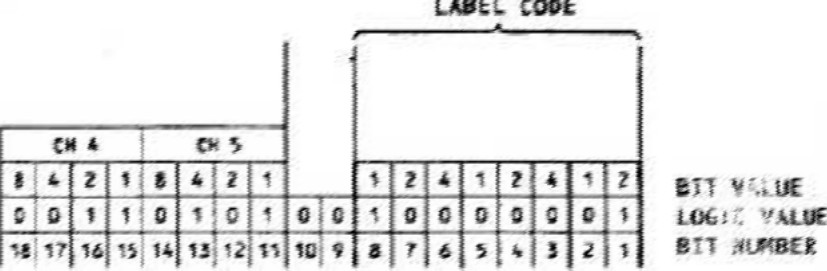 LABEL CODE
CH 4 CH 5
8 4 2 1 8 4 2 1 1 2 4 1 2 4 1 2 BIT VALUE
0 0 1 1 0 1 0 1 0 0 1 0 0 0 0 0 0 1 LOGIC VALUE
18 17 16 15 14 13 12 11 10 9 8 7 6 5 4 3 2 1 BIT NUMBER